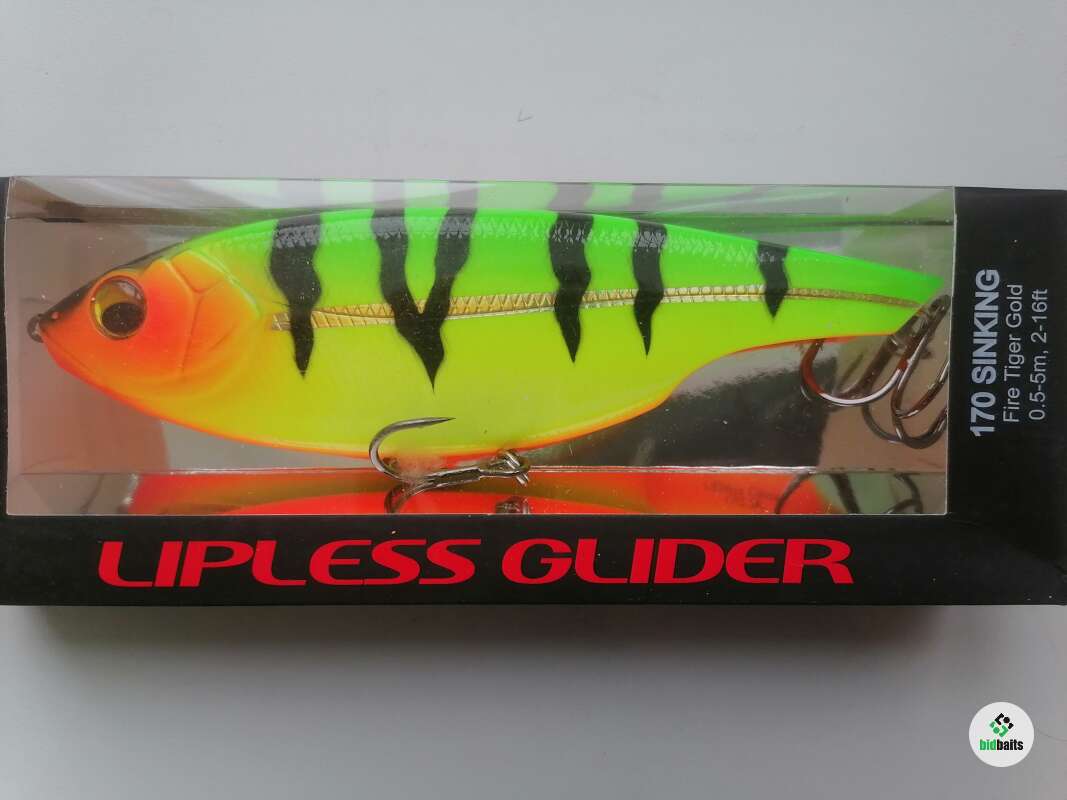 170 SINKING
Fire Tiger Gold
0.5-5m, 2-16ft
LIPLESS GLIDER
bidbaits